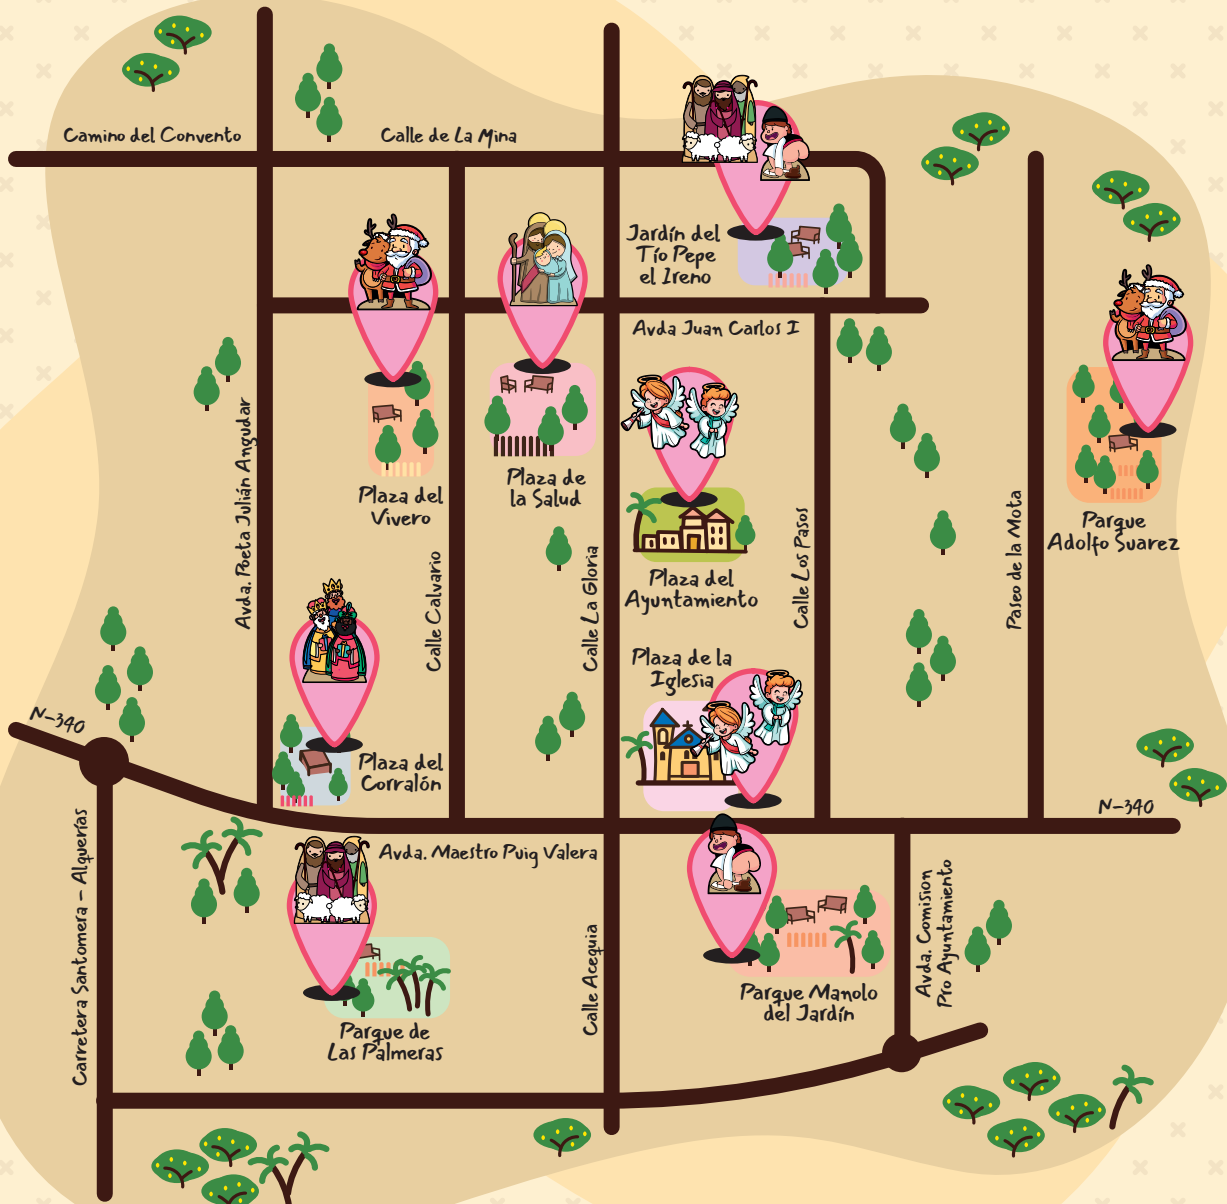 Camino del Convento
Calle de La Mina
Jardín del
Tío Pepe
el Ireno
Avda Juan Carlos I
Avda. Poeta Julián Angudar
Plaza del
Vivero
Plaza de
la Salud
Calle Calvario
Calle La Gloria
Plaza del
Ayuntamiento
Calle Los Pasos
Paseo de la Mota
Parque
Adolfo Suarez
Plaza de la
Iglesia
N-340
Plaza del
Corralón
N-340
Carretera Santomera - Alquerías
Avda. Maestro Puig Valera
Calle Acequia
Avda. Comision
Pro Ayuntamiento
Parque Manolo
del Jardín
Parque de
Las Palmeras